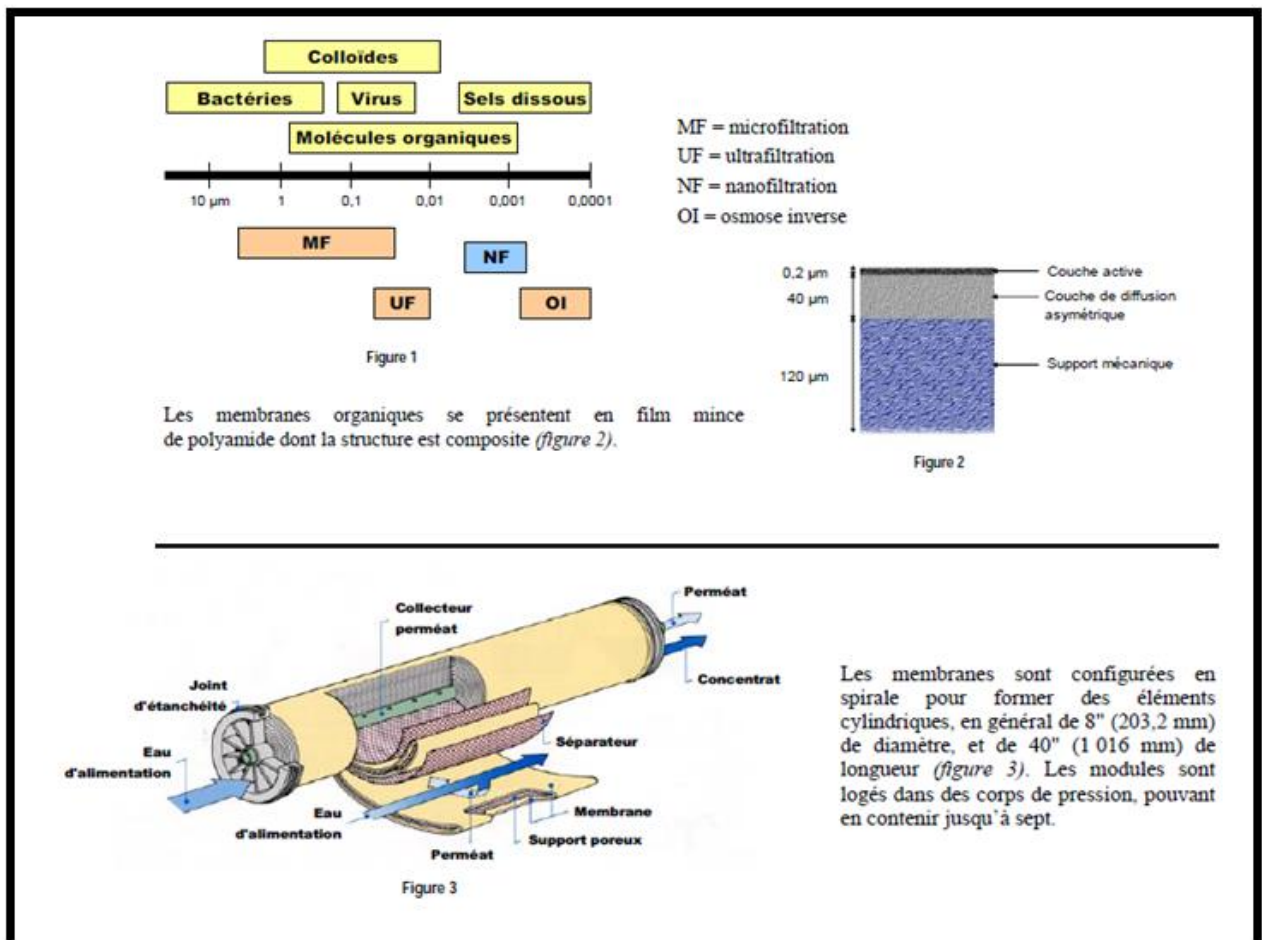 Colloïdes
Bactéries Virus Sels dissous
Molécules organiques
10 µm 1 0,1 0,01 0,001 0,0001
MF
NF
UF OI
Figure 1
MF = microfiltration
UF = ultrafiltration
NF = nanofiltration
OI = osmose inverse
0,2 µm
40 µm
120 µm
Couche active
Couche de diffusion
asymétrique
Support mécanique
Figure 2
Les membranes organiques se présentent en film mince
de polyamide dont la structure est composite (figure 2).
Perméat
Collecteur
perméat
Concentrat
Joint
d'étanchéité
Séparateur
Eau
d'alimentation
Eau
d'alimentation
Membrane
Support poreux
Perméat
Figure 3
Les membranes sont configurées en
spirale pour former des éléments
cylindriques, en général de 8" (203,2 mm)
de diamètre, et de 40" (1 016 mm) de
longueur (figure 3). Les modules sont
logés dans des corps de pression, pouvant
en contenir jusqu'à sept.